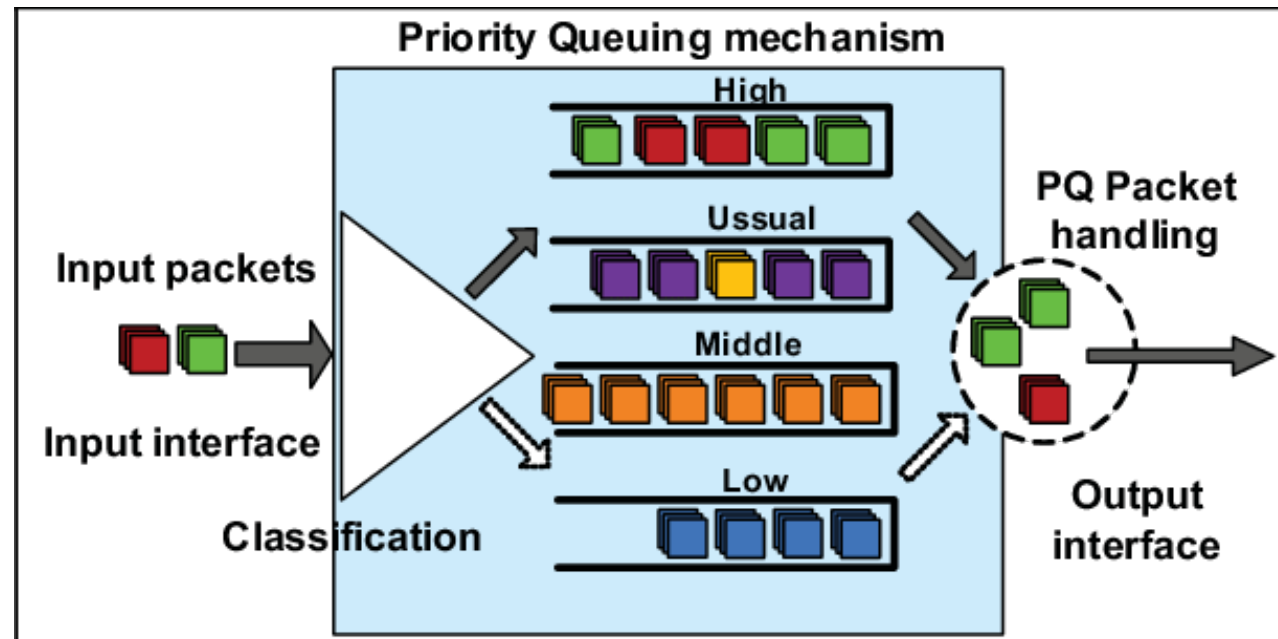 Priority Queuing mechanism
High
Ussual
Middle
Low
Input packets
Input interface
Classification
PQ Packet
handling
Output
interface